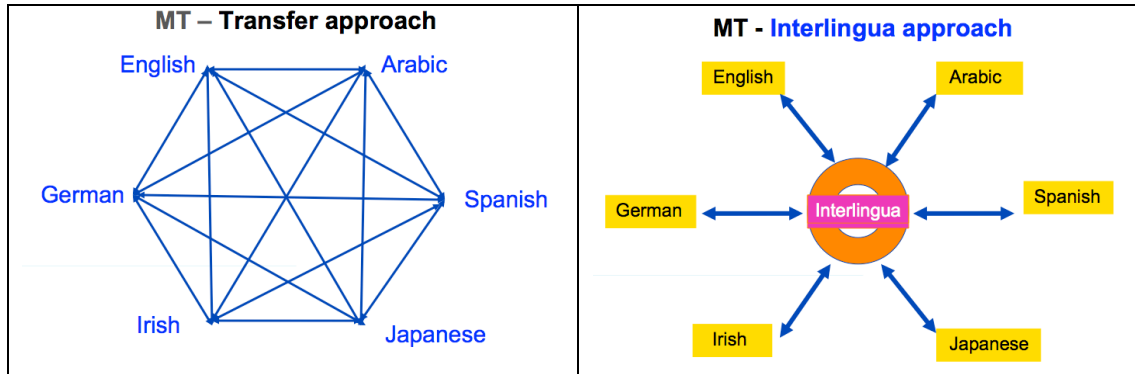 MT – Transfer approach
English
Arabic
German
Spanish
Irish
Japanese
MT - Interlingua approach
English
Arabic
German
Interlingua
Spanish
Irish
Japanese